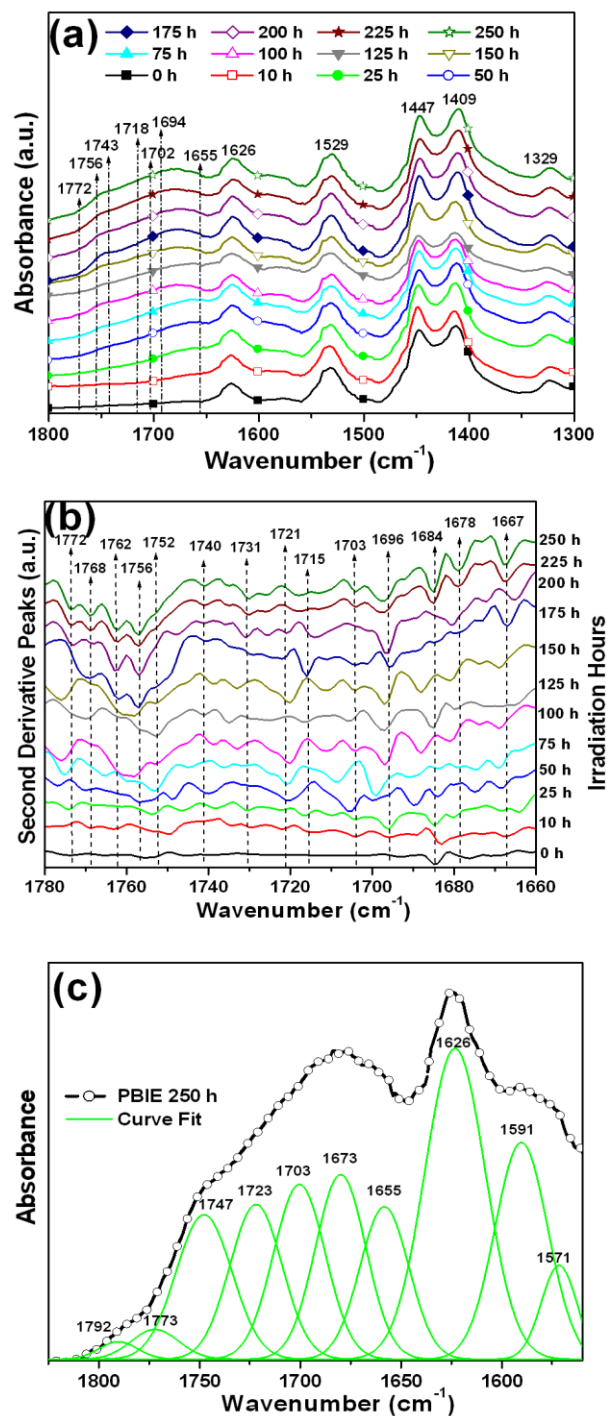 (a)
175 h 200 h 225 h 250 h
75 h 100 h 125 h 150 h
0 h 10 h 25 h 50 h
1772 1756 1743 1718 1702 1694 1655 1626 1529 1447 1409 1329
Absorbance (a.u.)
1800 1700 1600 1500 1400 1300
Wavenumber (cm-1)
(b)
1772 1768 1762 1756 1752 1740 1731 1721 1715 1703 1696 1684 1678 1667
250 h
225 h
200 h
175 h
150 h
125 h
100 h
75 h
50 h
25 h
10 h
0 h
Second Derivative Peaks (a.u.)
Irradiation Hours
1780 1760 1740 1720 1700 1680 1660
Wavenumber (cm-1)
(c)
PBIE 250 h
Curve Fit
1792 1773 1747 1723 1703 1673 1655 1626 1591 1571
Absorbance
1800 1750 1700 1650 1600
Wavenumber (cm-1)